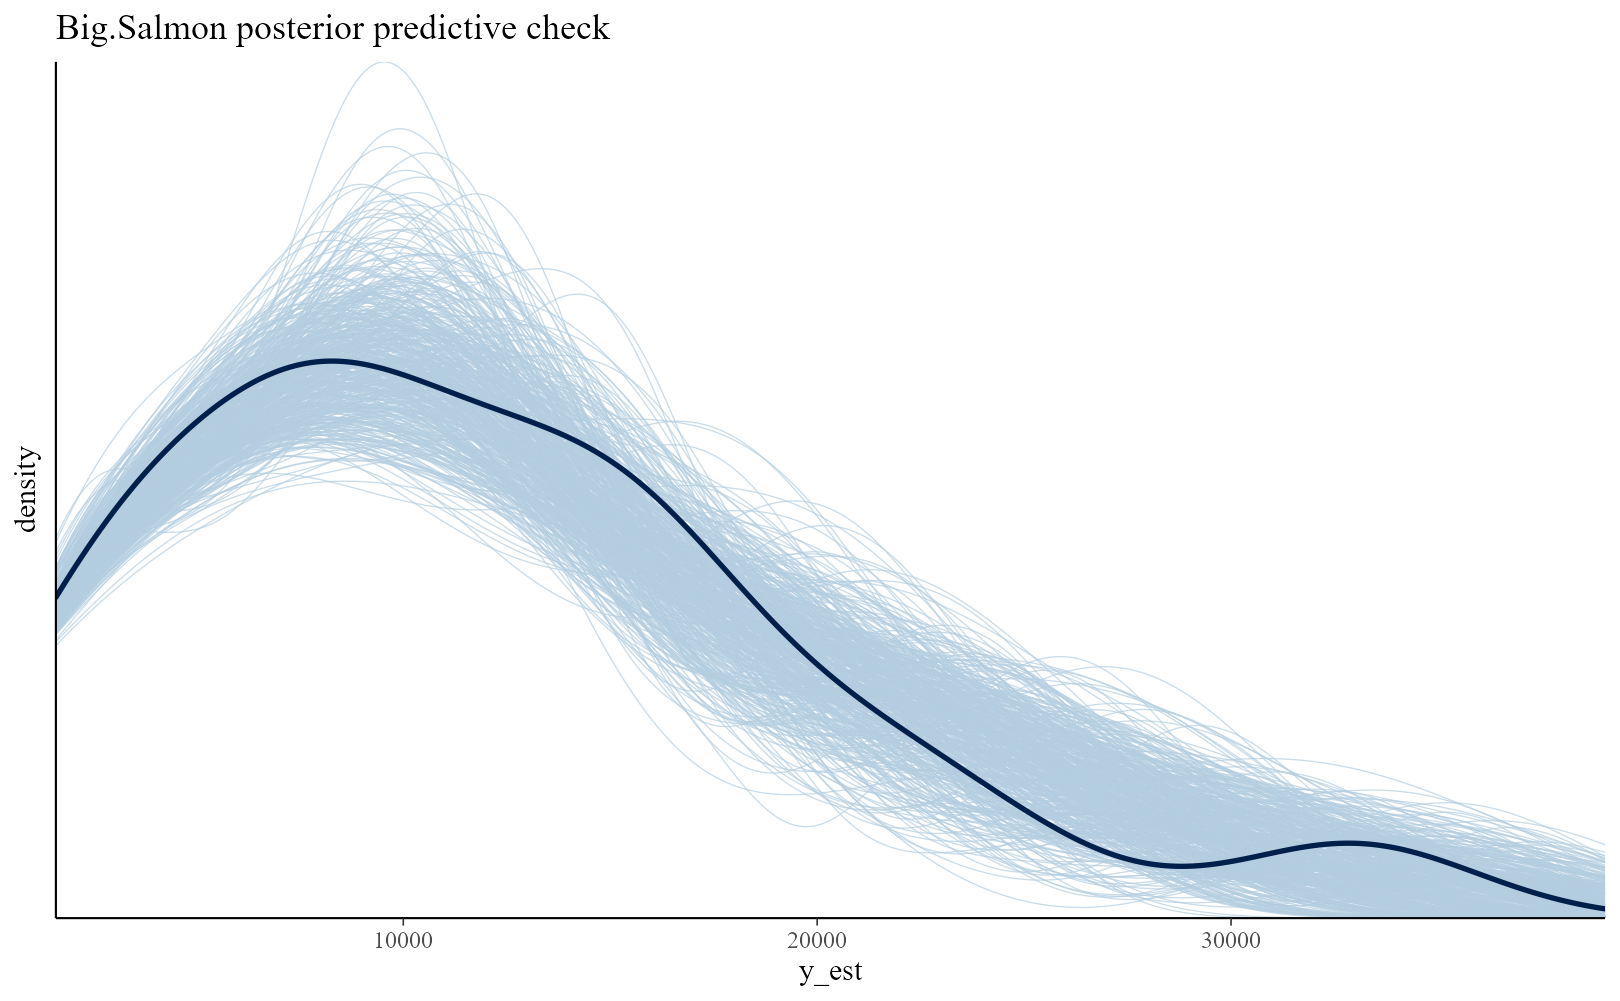 Big.Salmon posterior predictive check
density
10000
20000
30000
y_est